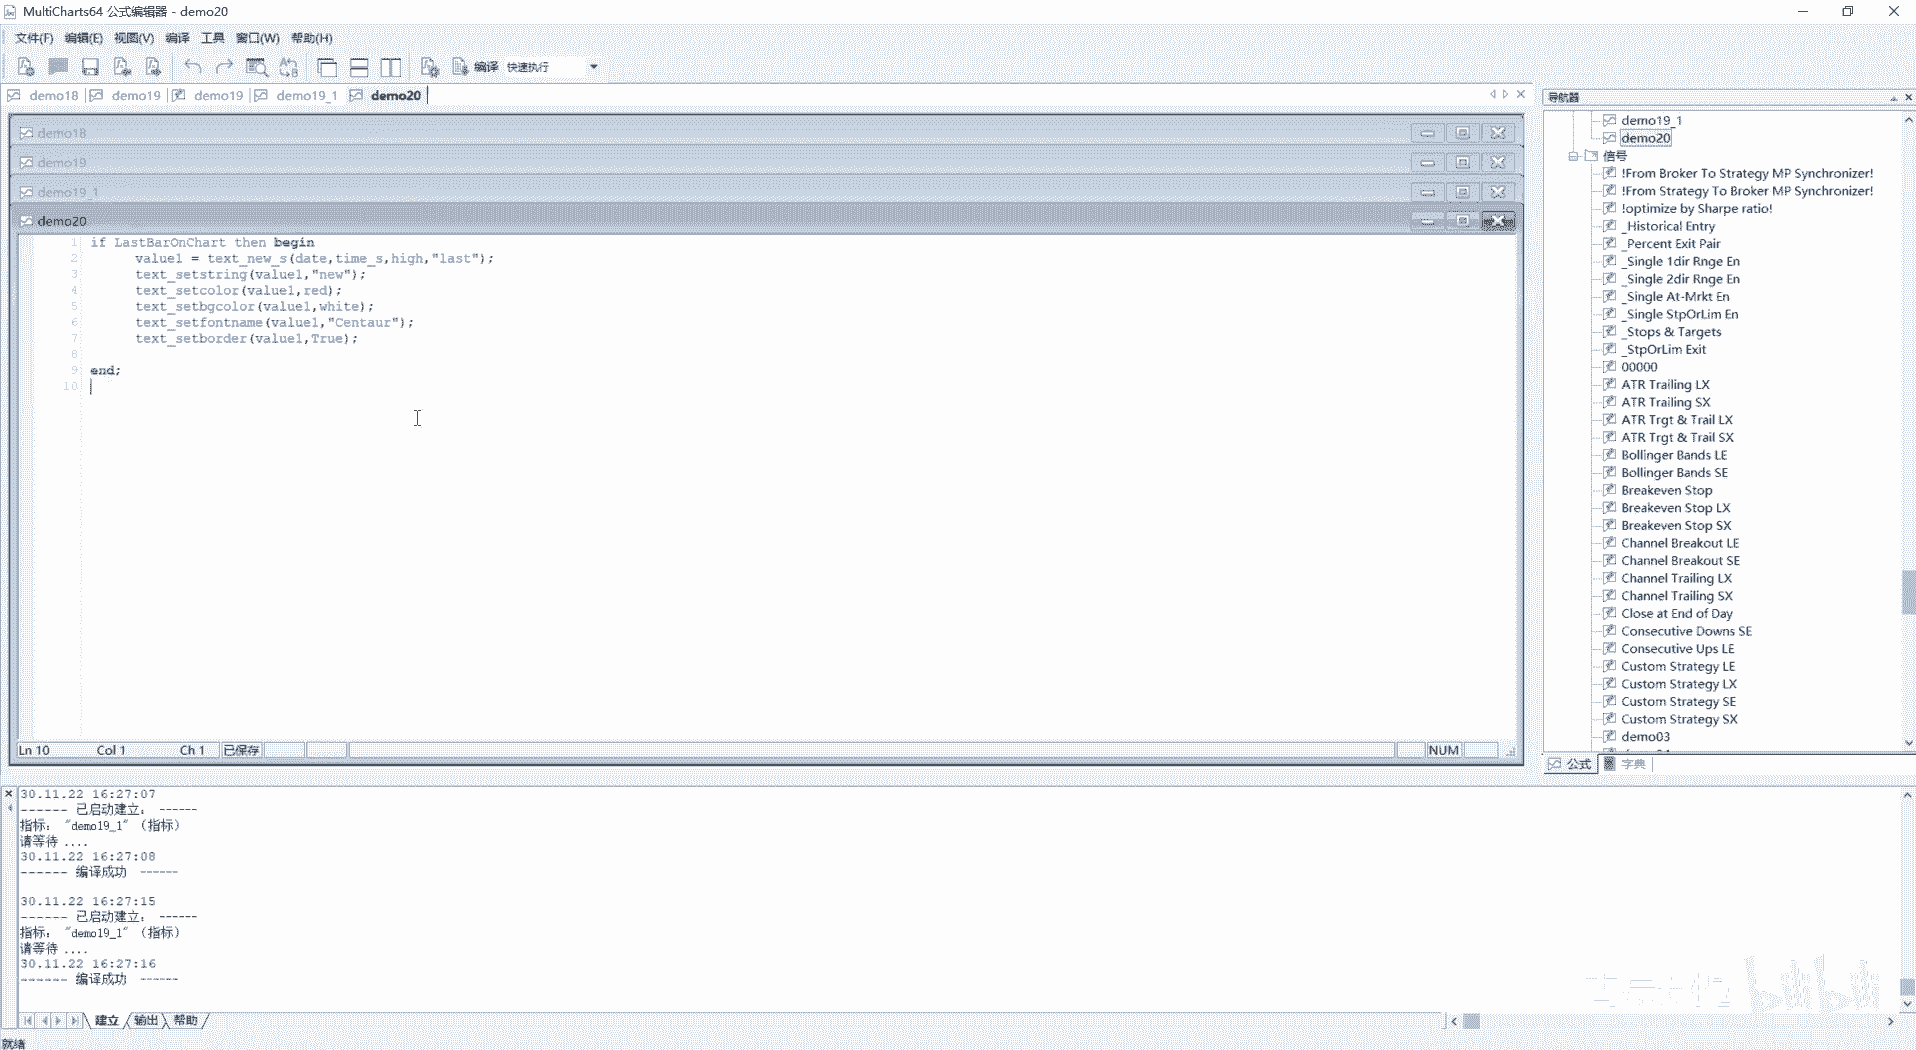 MultiCharts64 公式编辑器 - demo20
文件(F) 编辑(E) 视图(V) 编译 工具 窗口(W) 帮助(H)
编译 快速执行
demo18 demo19 demo19 demo19_1 demo20
demo18
demo19
demo19_1
demo20
1 if LastBarOnChart then begin
2 value1 = text_new_s(date,time_s,high,"last");
3 text_setstring(value1,"new");
4 text_setcolor(value1,red);
5 text_setbgcolor(value1,white);
6 text_setfontname(value1,"Centaur");
7 text_setborder(value1,True);
8
9 end;
10
Ln 10 Col 1 Ch 1 已保存 NUM
导航器
demo19_1
demo20
信号
!From Broker To Strategy MP Synchronizer!
!From Strategy To Broker MP Synchronizer!
!optimize by Sharpe ratio!
_Historical Entry
_Percent Exit Pair
_Single 1dir Rnge En
_Single 2dir Rnge En
_Single At-Mrkt En
_Single StpOrLim En
_Stops & Targets
_StpOrLim Exit
00000
ATR Trailing LX
ATR Trailing SX
ATR Trgt & Trail LX
ATR Trgt & Trail SX
Bollinger Bands LE
Bollinger Bands SE
Breakeven Stop
Breakeven Stop LX
Breakeven Stop SX
Channel Breakout LE
Channel Breakout SE
Channel Trailing LX
Channel Trailing SX
Close at End of Day
Consecutive Downs SE
Consecutive Ups LE
Custom Strategy LE
Custom Strategy LX
Custom Strategy SE
Custom Strategy SX
demo03
公式 字典
30.11.22 16:27:07
------ 已启动建立: ------
指标: "demo19_1" (指标)
请等待 ....
30.11.22 16:27:08
------ 编译成功 ------
30.11.22 16:27:15
------ 已启动建立: ------
指标: "demo19_1" (指标)
请等待 ....
30.11.22 16:27:16
------ 编译成功 ------
建立 输出 帮助
就绪
bilibili